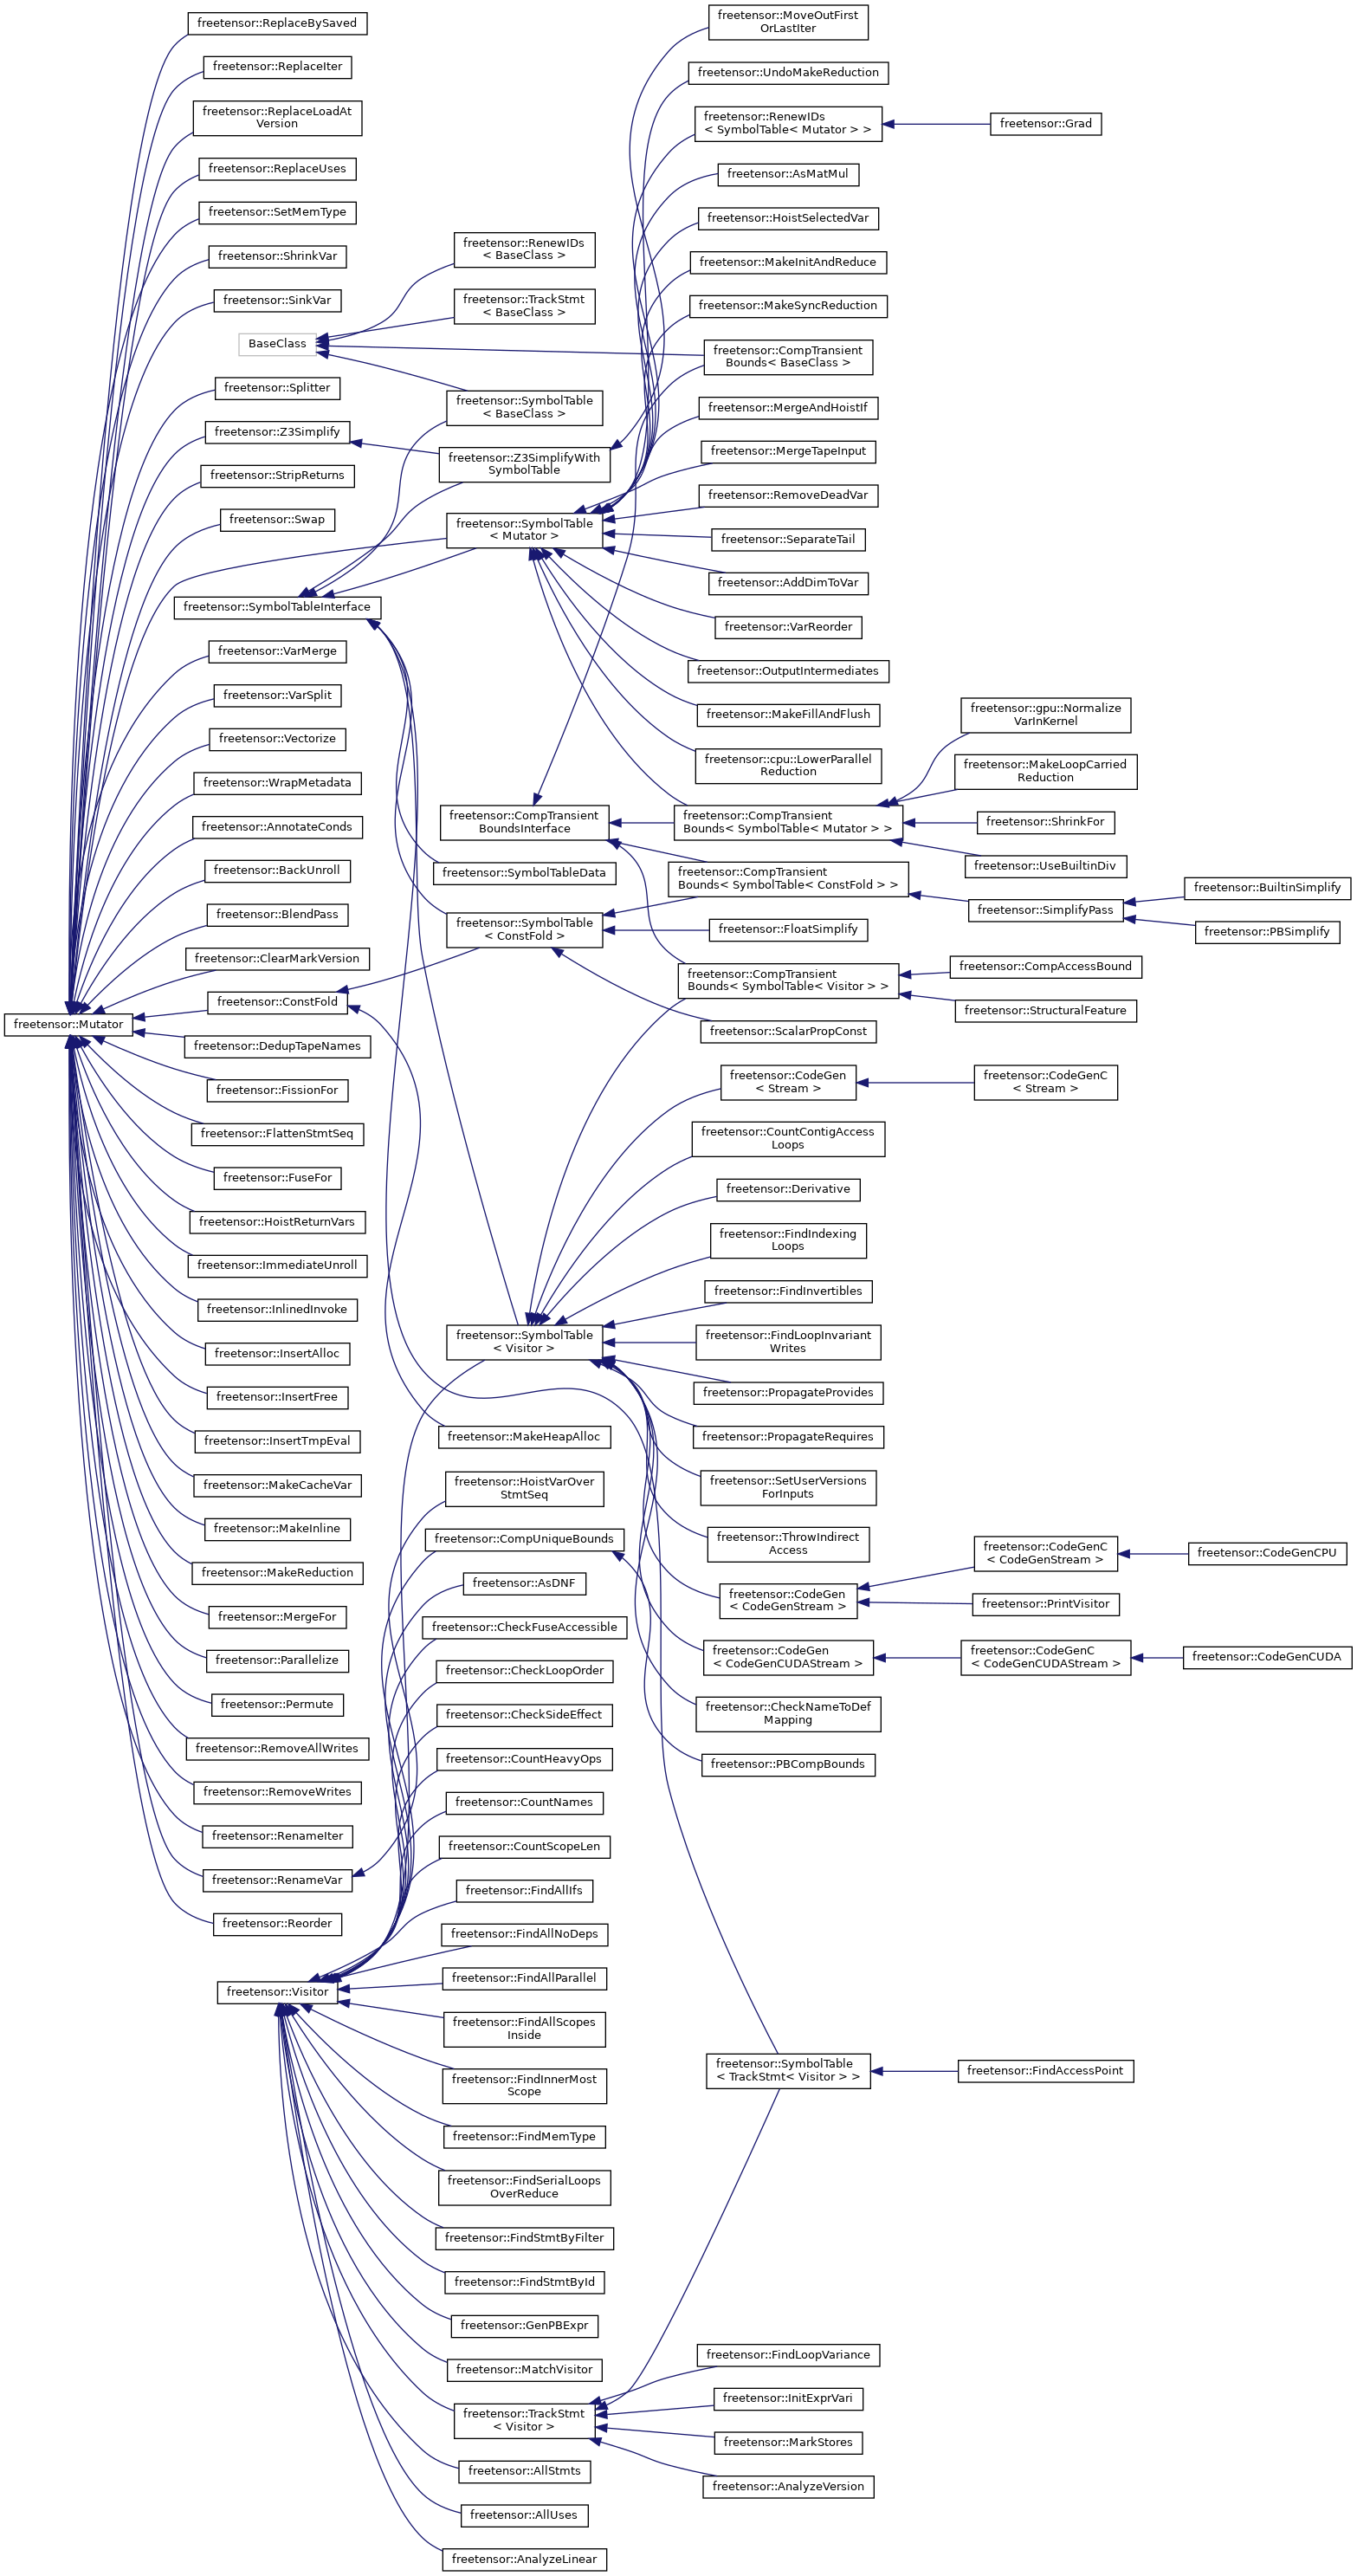 freetensor::ReplaceBySaved
freetensor::ReplaceIter
freetensor::ReplaceLoadAt
Version
freetensor::ReplaceUses
freetensor::SetMemType
freetensor::ShrinkVar
freetensor::SinkVar
BaseClass
freetensor::Splitter
freetensor::Z3Simplify
freetensor::StripReturns
freetensor::Swap
freetensor::SymbolTableInterface
freetensor::VarMerge
freetensor::VarSplit
freetensor::Vectorize
freetensor::WrapMetadata
freetensor::AnnotateConds
freetensor::BackUnroll
freetensor::BlendPass
freetensor::ClearMarkVersion
freetensor::ConstFold
freetensor::Mutator
freetensor::DedupTapeNames
freetensor::FissionFor
freetensor::FlattenStmtSeq
freetensor::FuseFor
freetensor::HoistReturnVars
freetensor::ImmediateUnroll
freetensor::InlinedInvoke
freetensor::InsertAlloc
freetensor::InsertFree
freetensor::InsertTmpEval
freetensor::MakeCacheVar
freetensor::MakeInline
freetensor::MakeReduction
freetensor::MergeFor
freetensor::Parallelize
freetensor::Permute
freetensor::RemoveAllWrites
freetensor::RemoveWrites
freetensor::RenameIter
freetensor::RenameVar
freetensor::Reorder
freetensor::Visitor
freetensor::RenewIDs
< BaseClass >
freetensor::TrackStmt
< BaseClass >
freetensor::SymbolTable
< BaseClass >
freetensor::Z3SimplifyWith
SymbolTable
freetensor::SymbolTable
< Mutator >
freetensor::CompTransient
BoundsInterface
freetensor::SymbolTableData
freetensor::SymbolTable
< ConstFold >
freetensor::SymbolTable
< Visitor >
freetensor::MakeHeapAlloc
freetensor::HoistVarOver
StmtSeq
freetensor::CompUniqueBounds
freetensor::AsDNF
freetensor::CheckFuseAccessible
freetensor::CheckLoopOrder
freetensor::CheckSideEffect
freetensor::CountHeavyOps
freetensor::CountNames
freetensor::CountScopeLen
freetensor::FindAllIfs
freetensor::FindAllNoDeps
freetensor::FindAllParallel
freetensor::FindAllScopes
Inside
freetensor::FindInnerMost
Scope
freetensor::FindMemType
freetensor::FindSerialLoops
OverReduce
freetensor::FindStmtByFilter
freetensor::FindStmtById
freetensor::GenPBExpr
freetensor::MatchVisitor
freetensor::TrackStmt
< Visitor >
freetensor::AllStmts
freetensor::AllUses
freetensor::AnalyzeLinear
freetensor::MoveOutFirst
OrLastIter
freetensor::UndoMakeReduction
freetensor::RenewIDs
< SymbolTable< Mutator > >
freetensor::AsMatMul
freetensor::HoistSelectedVar
freetensor::MakeInitAndReduce
freetensor::MakeSyncReduction
freetensor::CompTransient
Bounds< BaseClass >
freetensor::MergeAndHoistIf
freetensor::MergeTapeInput
freetensor::RemoveDeadVar
freetensor::SeparateTail
freetensor::AddDimToVar
freetensor::VarReorder
freetensor::OutputIntermediates
freetensor::MakeFillAndFlush
freetensor::cpu::LowerParallel
Reduction
freetensor::CompTransient
Bounds< SymbolTable< Mutator > >
freetensor::CompTransient
Bounds< SymbolTable< ConstFold > >
freetensor::FloatSimplify
freetensor::CompTransient
Bounds< SymbolTable< Visitor > >
freetensor::ScalarPropConst
freetensor::CodeGen
< Stream >
freetensor::CountContigAccess
Loops
freetensor::Derivative
freetensor::FindIndexing
Loops
freetensor::FindInvertibles
freetensor::FindLoopInvariant
Writes
freetensor::PropagateProvides
freetensor::PropagateRequires
freetensor::SetUserVersions
ForInputs
freetensor::ThrowIndirect
Access
freetensor::CodeGen
< CodeGenStream >
freetensor::CodeGen
< CodeGenCUDAStream >
freetensor::CheckNameToDef
Mapping
freetensor::PBCompBounds
freetensor::SymbolTable
< TrackStmt< Visitor > >
freetensor::FindLoopVariance
freetensor::InitExprVari
freetensor::MarkStores
freetensor::AnalyzeVersion
freetensor::Grad
freetensor::gpu::Normalize
VarInKernel
freetensor::MakeLoopCarried
Reduction
freetensor::ShrinkFor
freetensor::UseBuiltinDiv
freetensor::SimplifyPass
freetensor::CompAccessBound
freetensor::StructuralFeature
freetensor::CodeGenC
< Stream >
freetensor::CodeGenC
< CodeGenStream >
freetensor::PrintVisitor
freetensor::CodeGenC
< CodeGenCUDAStream >
freetensor::FindAccessPoint
freetensor::BuiltinSimplify
freetensor::PBSimplify
freetensor::CodeGenCPU
freetensor::CodeGenCUDA